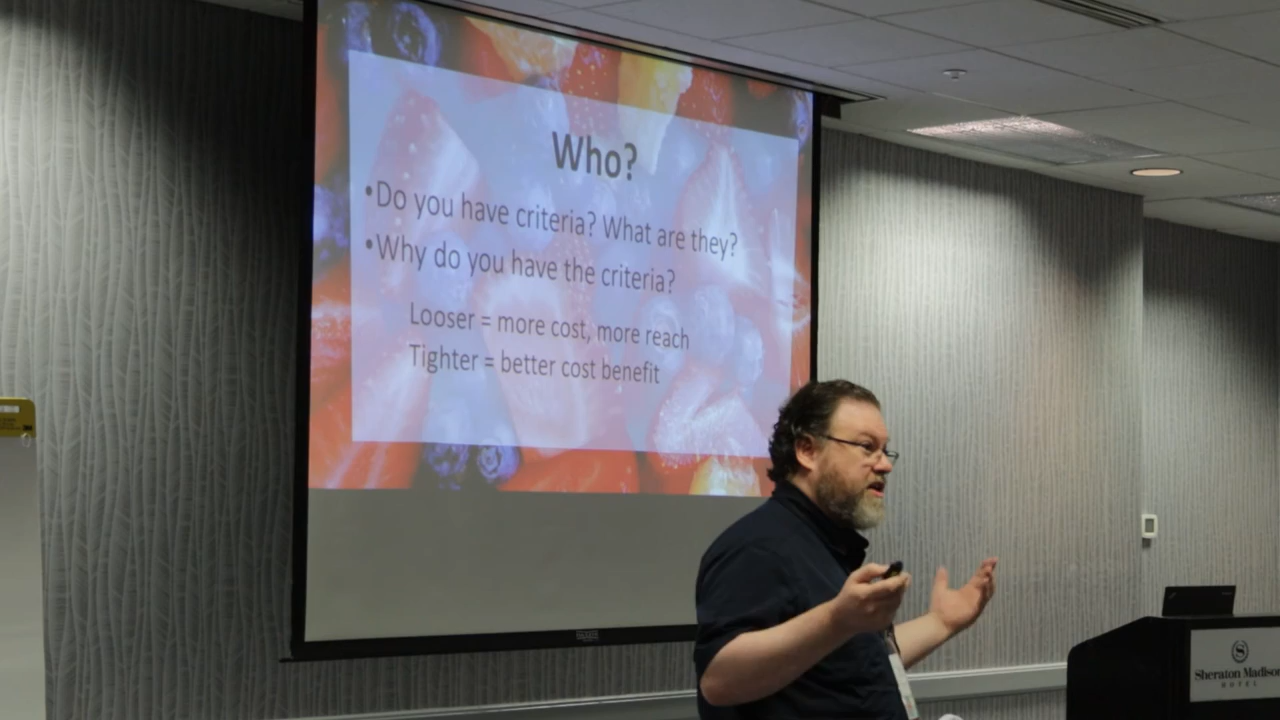 Who?
•Do you have criteria? What are they?
•Why do you have the criteria?
Looser = more cost, more reach
Tighter = better cost benefit
S
Sheraton Madison
HOTEL